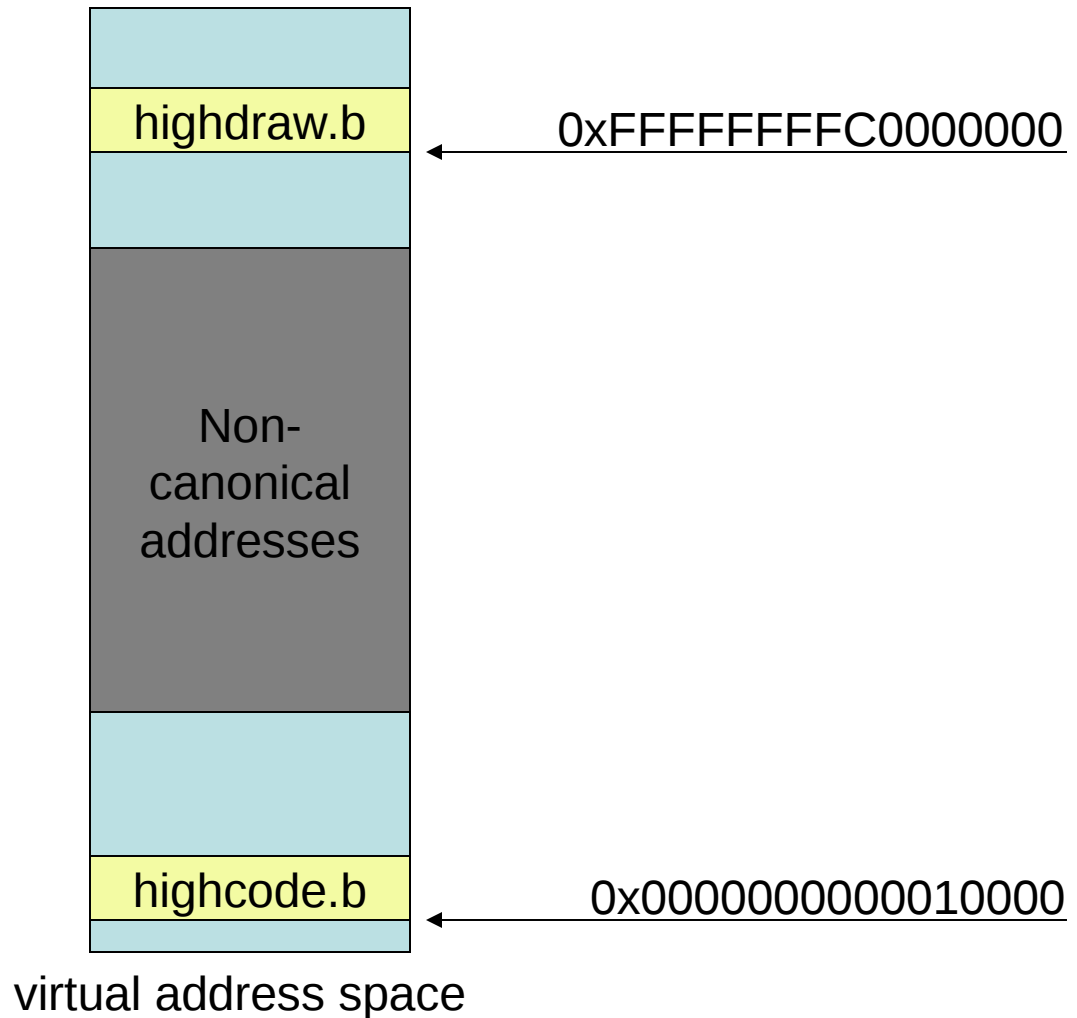 highdraw.b
0xFFFFFFFFC0000000
Non-
canonical
addresses
highcode.b
0x0000000000010000
virtual address space